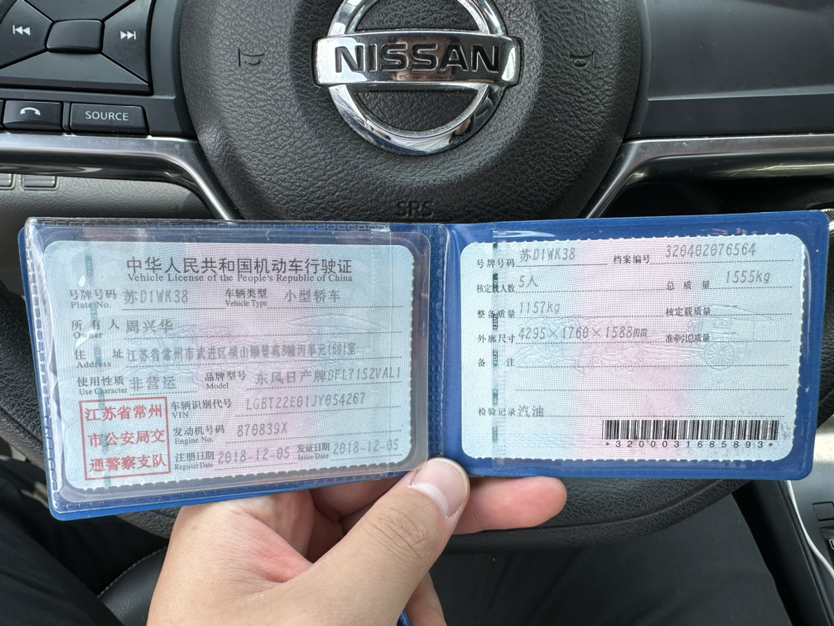 SOURCE
NISSAN
SRS
中华人民共和国机动车行驶证
Vehicle License of the People's Republic of China
号牌号码 苏D1WK38 车辆类型 小型轿车
Plate No. Vehicle Type
所有人 周兴华
Owner
住址 江苏省常州市武进区
Address
使用性质 非营运 品牌型号 东风日产牌DFL7152VAL1
Use Character Model
江苏省常州
市公安局交
通警察支队
车辆识别代号 LGBT22E01JY054267
VIN
发动机号码 870839X
Engine No.
注册日期 2018-12-05 发证日期 2018-12-05
Register Date Issue Date
号牌号码 苏D1WK38 档案编号 320402076564
核定载人数 5人 总质量 1555kg
整备质量 1157kg 核定载质量
外廓尺寸 4295×1760×1588mm 准牵引总质量
备注
检验记录 汽油
*3200031685893*